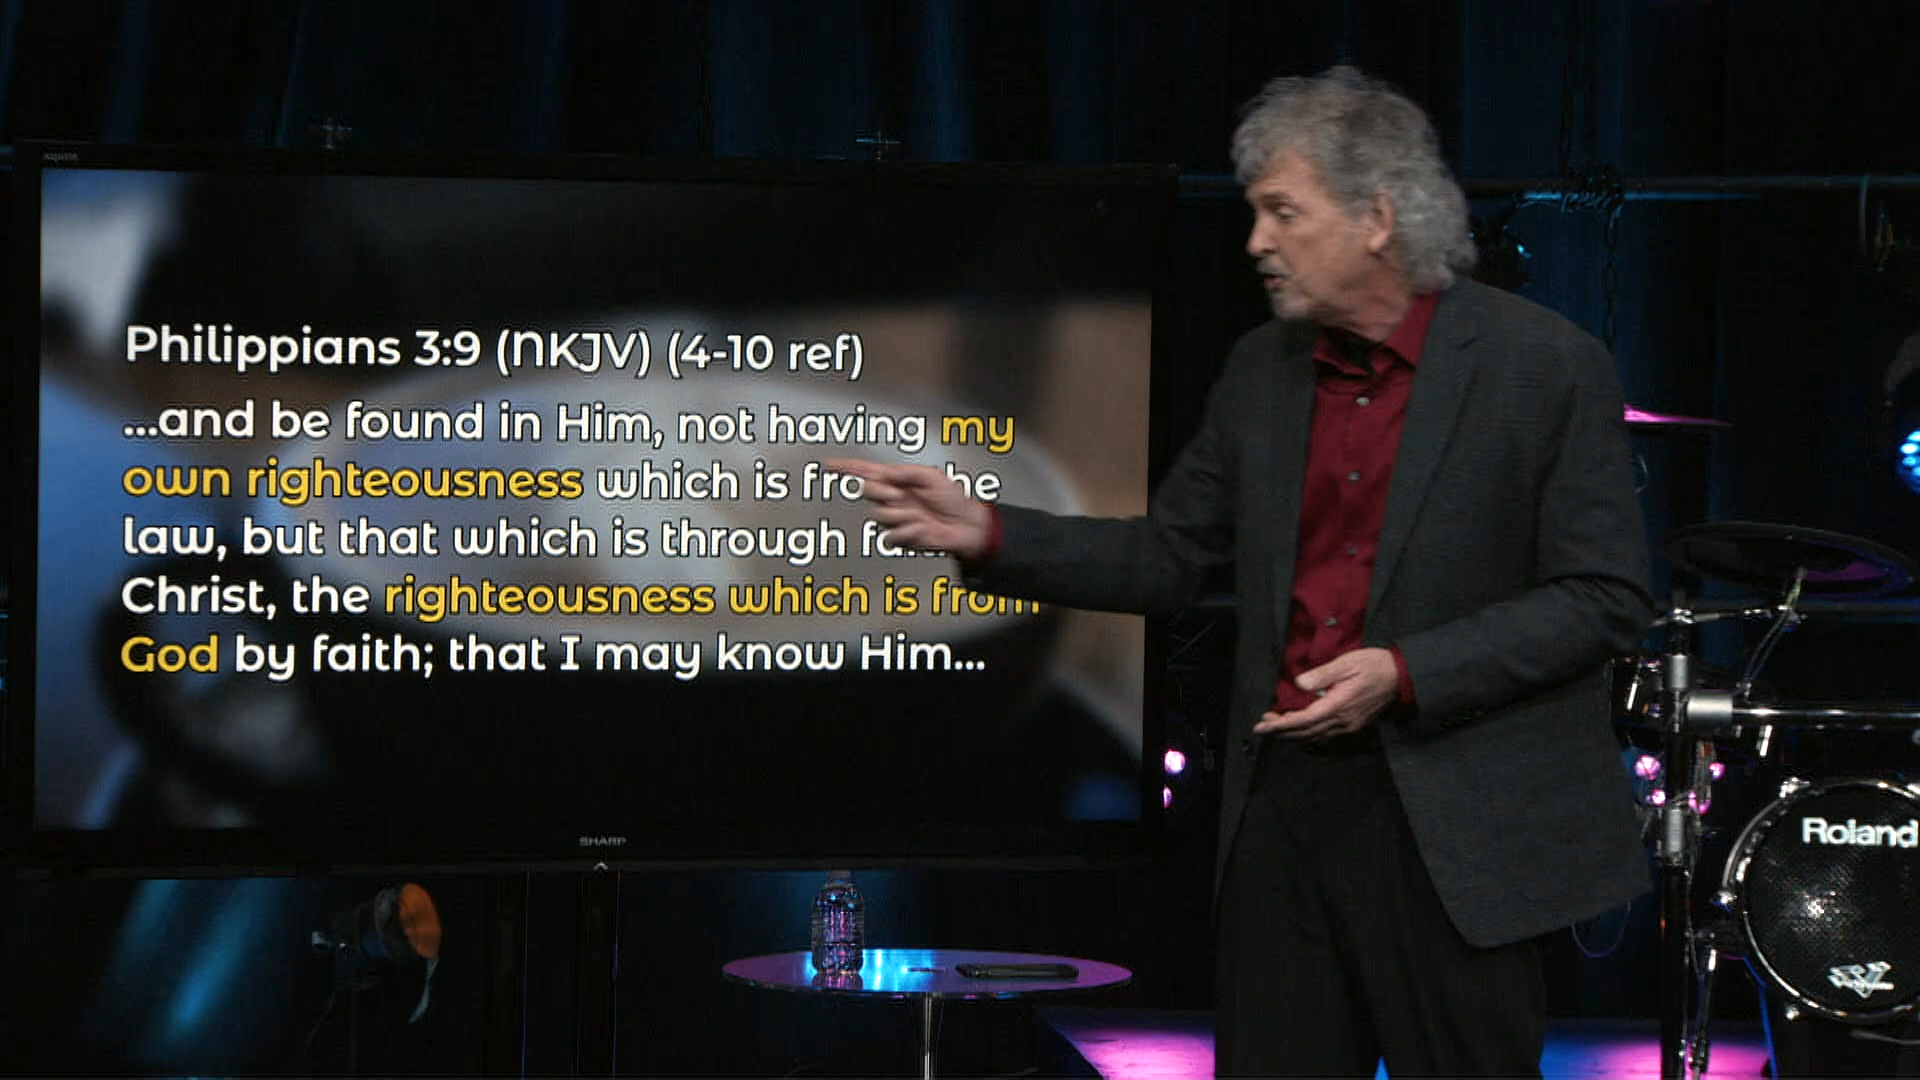 Philippians 3:9 (NKJV) (4-10 ref)
...and be found in Him, not having my
own righteousness which is
law, but that which is through
Christ, the righteousness which is from
God by faith; that I may know Him...
SHARP
Roland